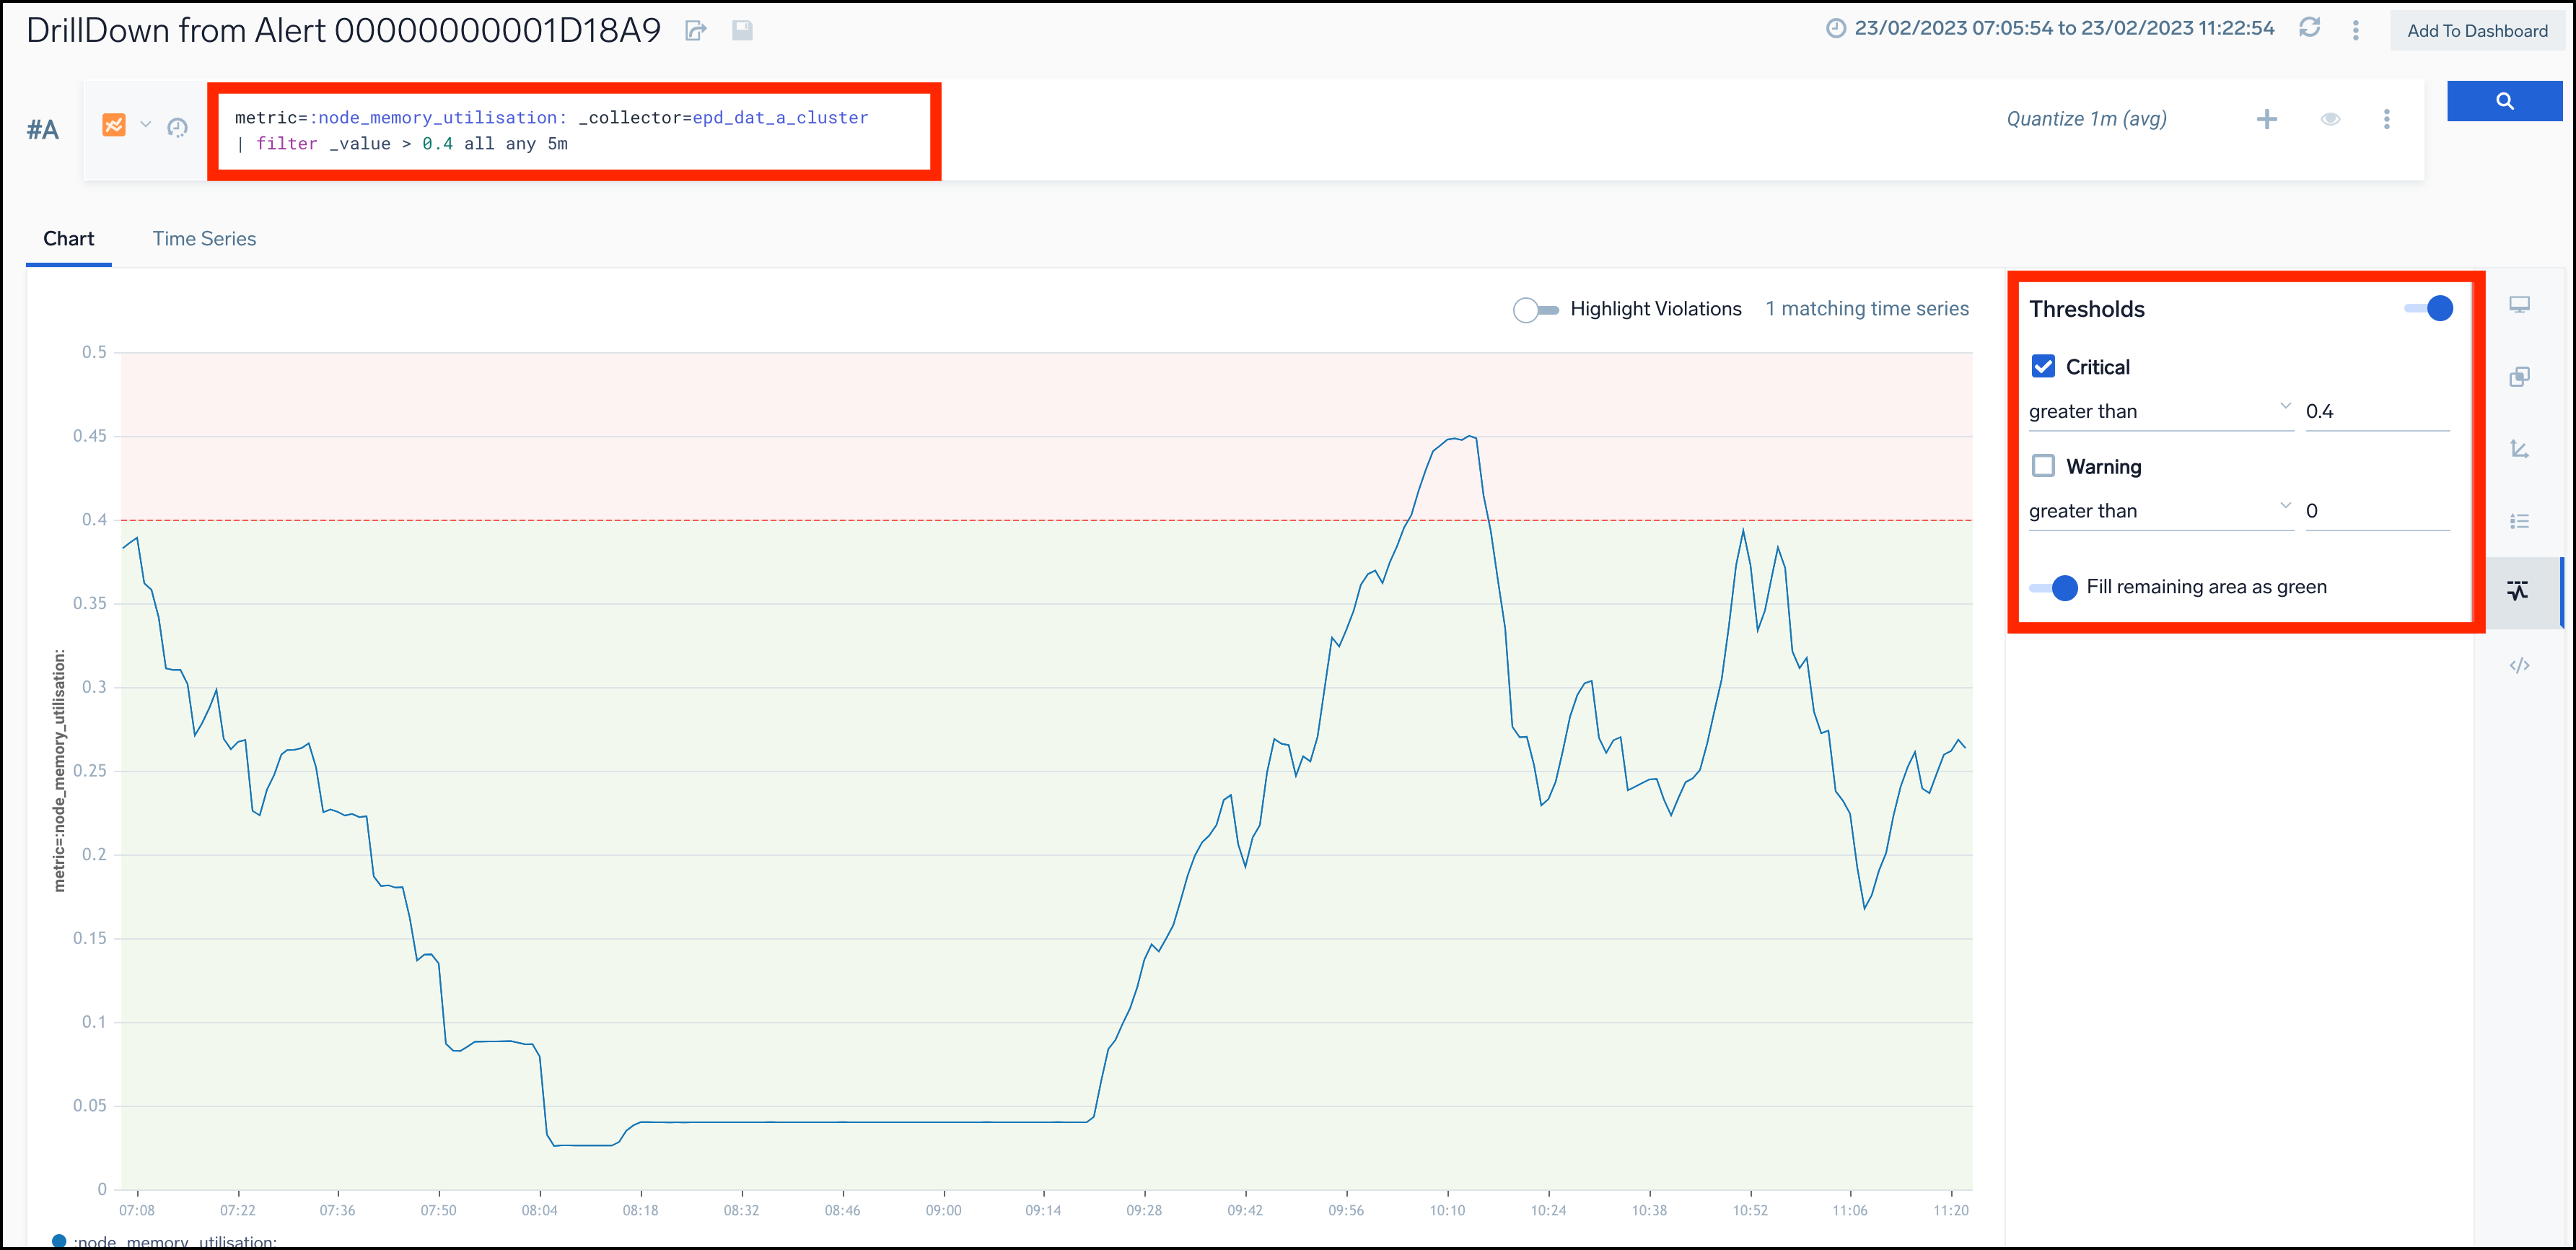 DrillDown from Alert 00000000001D18A9
23/02/2023 07:05:54 to 23/02/2023 11:22:54
Add To Dashboard
#A
metric=:node_memory_utilisation: _collector=epd_dat_a_cluster
| filter _value > 0.4 all any 5m
Quantize 1m (avg)
Chart
Time Series
Highlight Violations
1 matching time series
0.5
0.45
0.4
0.35
0.3
0.25
0.2
0.15
0.1
0.05
0
metric=:node_memory_utilisation:
07:08
07:22
07:36
07:50
08:04
08:18
08:32
08:46
09:00
09:14
09:28
09:42
09:56
10:10
10:24
10:38
10:52
11:06
11:20
:node_memory_utilisation:
Thresholds
Critical
greater than 0.4
Warning
greater than 0
Fill remaining area as green